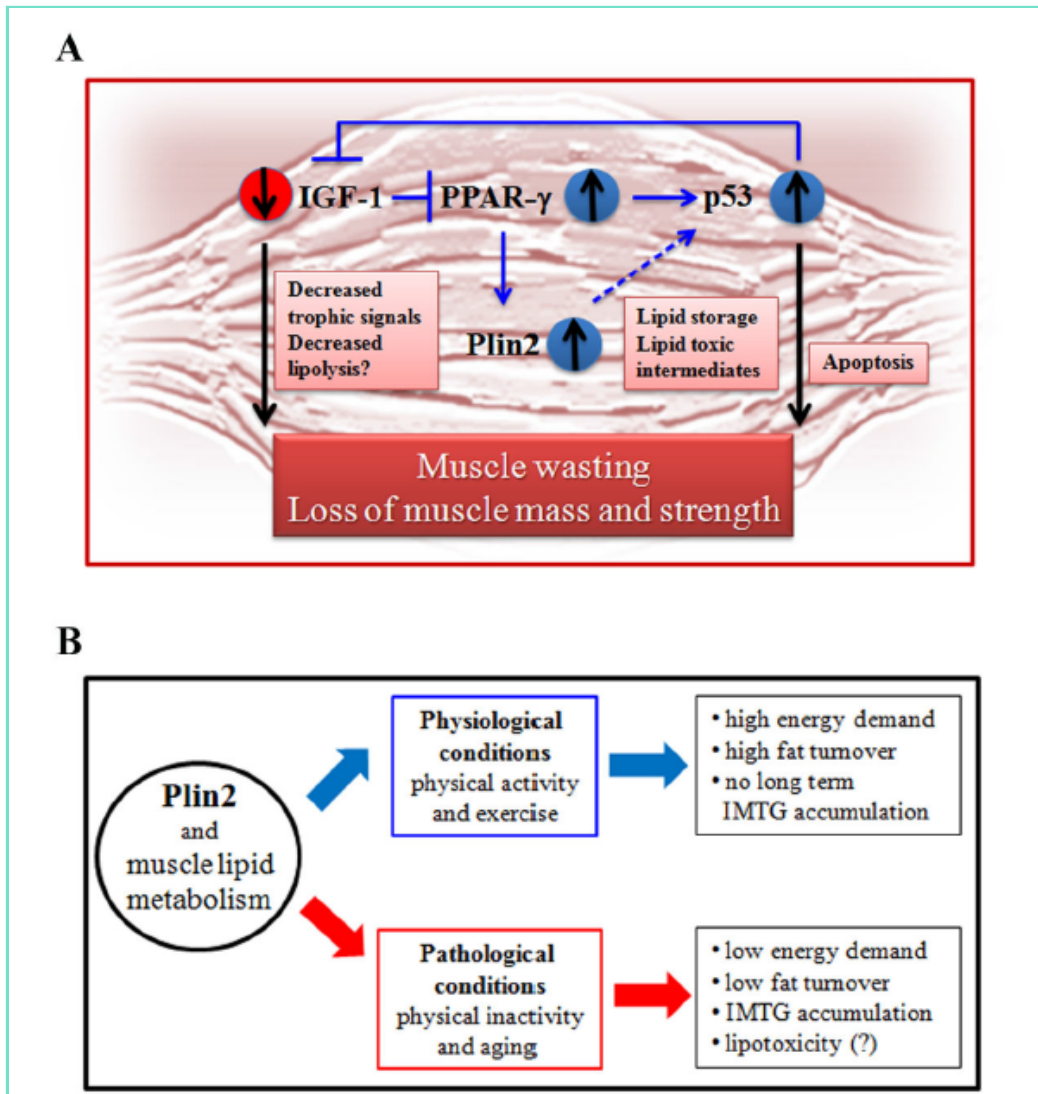 A
IGF-1
PPAR-γ
p53
Decreased
trophic signals
Decreased
lipolysis?
Plin2
Lipid storage
Lipid toxic
intermediates
Apoptosis
Muscle wasting
Loss of muscle mass and strength
B
Plin2
and
muscle lipid
metabolism
Physiological
conditions
physical activity
and exercise
• high energy demand
• high fat turnover
• no long term
IMTG accumulation
Pathological
conditions
physical inactivity
and aging
• low energy demand
• low fat turnover
• IMTG accumulation
• lipotoxicity (?)